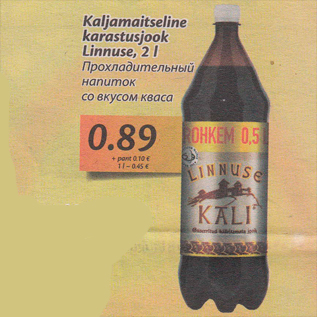 Kaljamaitseline
karastusjook
Linnuse, 2 l
Прохладительный
напиток
со вкусом кваса
0.89
+ pant 0.10 €
1 l – 0.45 €
ROHKEM 0,5
LINNUSE
KALI